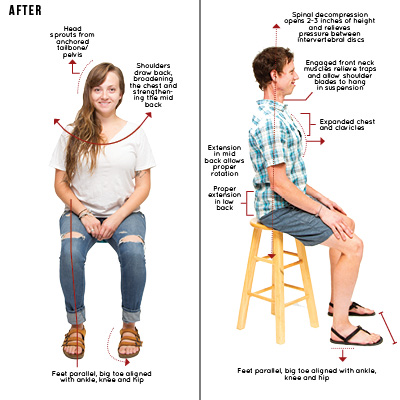 AFTER
Head
sprouts from
anchored
tailbone/
pelvis
Shoulders
draw back,
broadening
the chest and
strengthen-
ing the mid
back
Feet parallel, big toe aligned
with ankle, knee and hip
Spinal decompression
opens 2-3 inches of height
and relieves
pressure between
intervertebral discs
Engaged front neck
muscles relieve traps
and allow shoulder
blades to hang
in suspension
Expanded chest
and clavicles
Extension
in mid
back allows
proper
rotation
Proper
extension
in low
back
Feet parallel, big toe aligned with ankle,
knee and hip